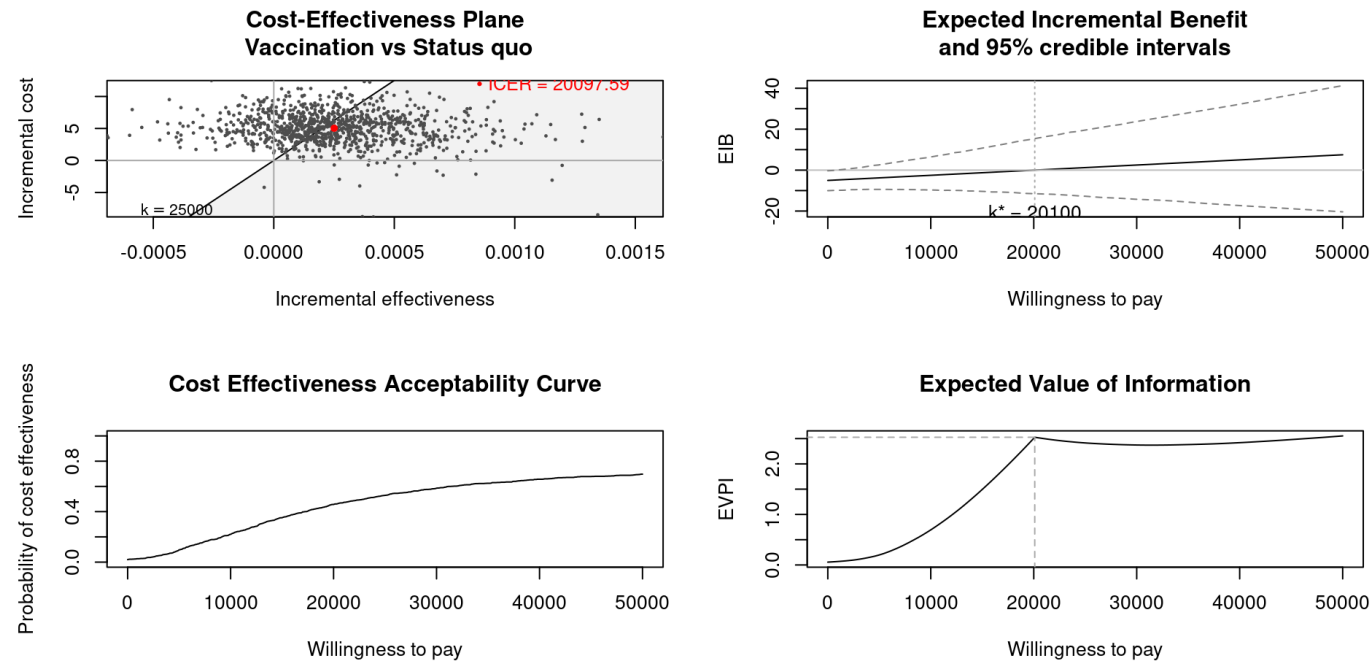 Cost-Effectiveness Plane
Vaccination vs Status quo
Incremental cost
5
0
-5
ICER = 20097.59
k = 25000
-0.0005 0.0000 0.0005 0.0010 0.0015
Incremental effectiveness
Expected Incremental Benefit
and 95% credible intervals
EIB
40
20
0
-20
k* = 20100
0 10000 20000 30000 40000 50000
Willingness to pay
Cost Effectiveness Acceptability Curve
Probability of cost effectiveness
0.8
0.4
0.0
0 10000 20000 30000 40000 50000
Willingness to pay
Expected Value of Information
EVPI
2.0
1.0
0.0
0 10000 20000 30000 40000 50000
Willingness to pay